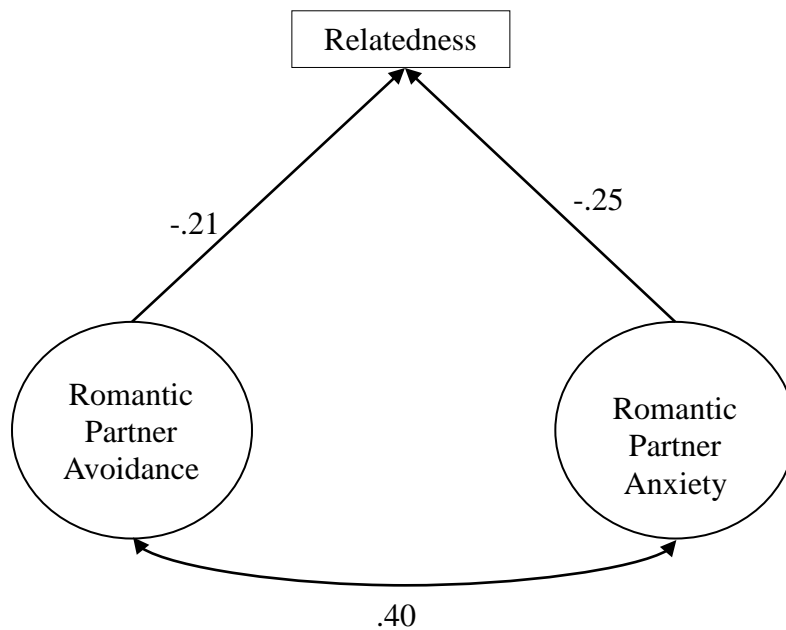 Relatedness
-.21
-.25
Romantic
Partner
Avoidance
Romantic
Partner
Anxiety
.40